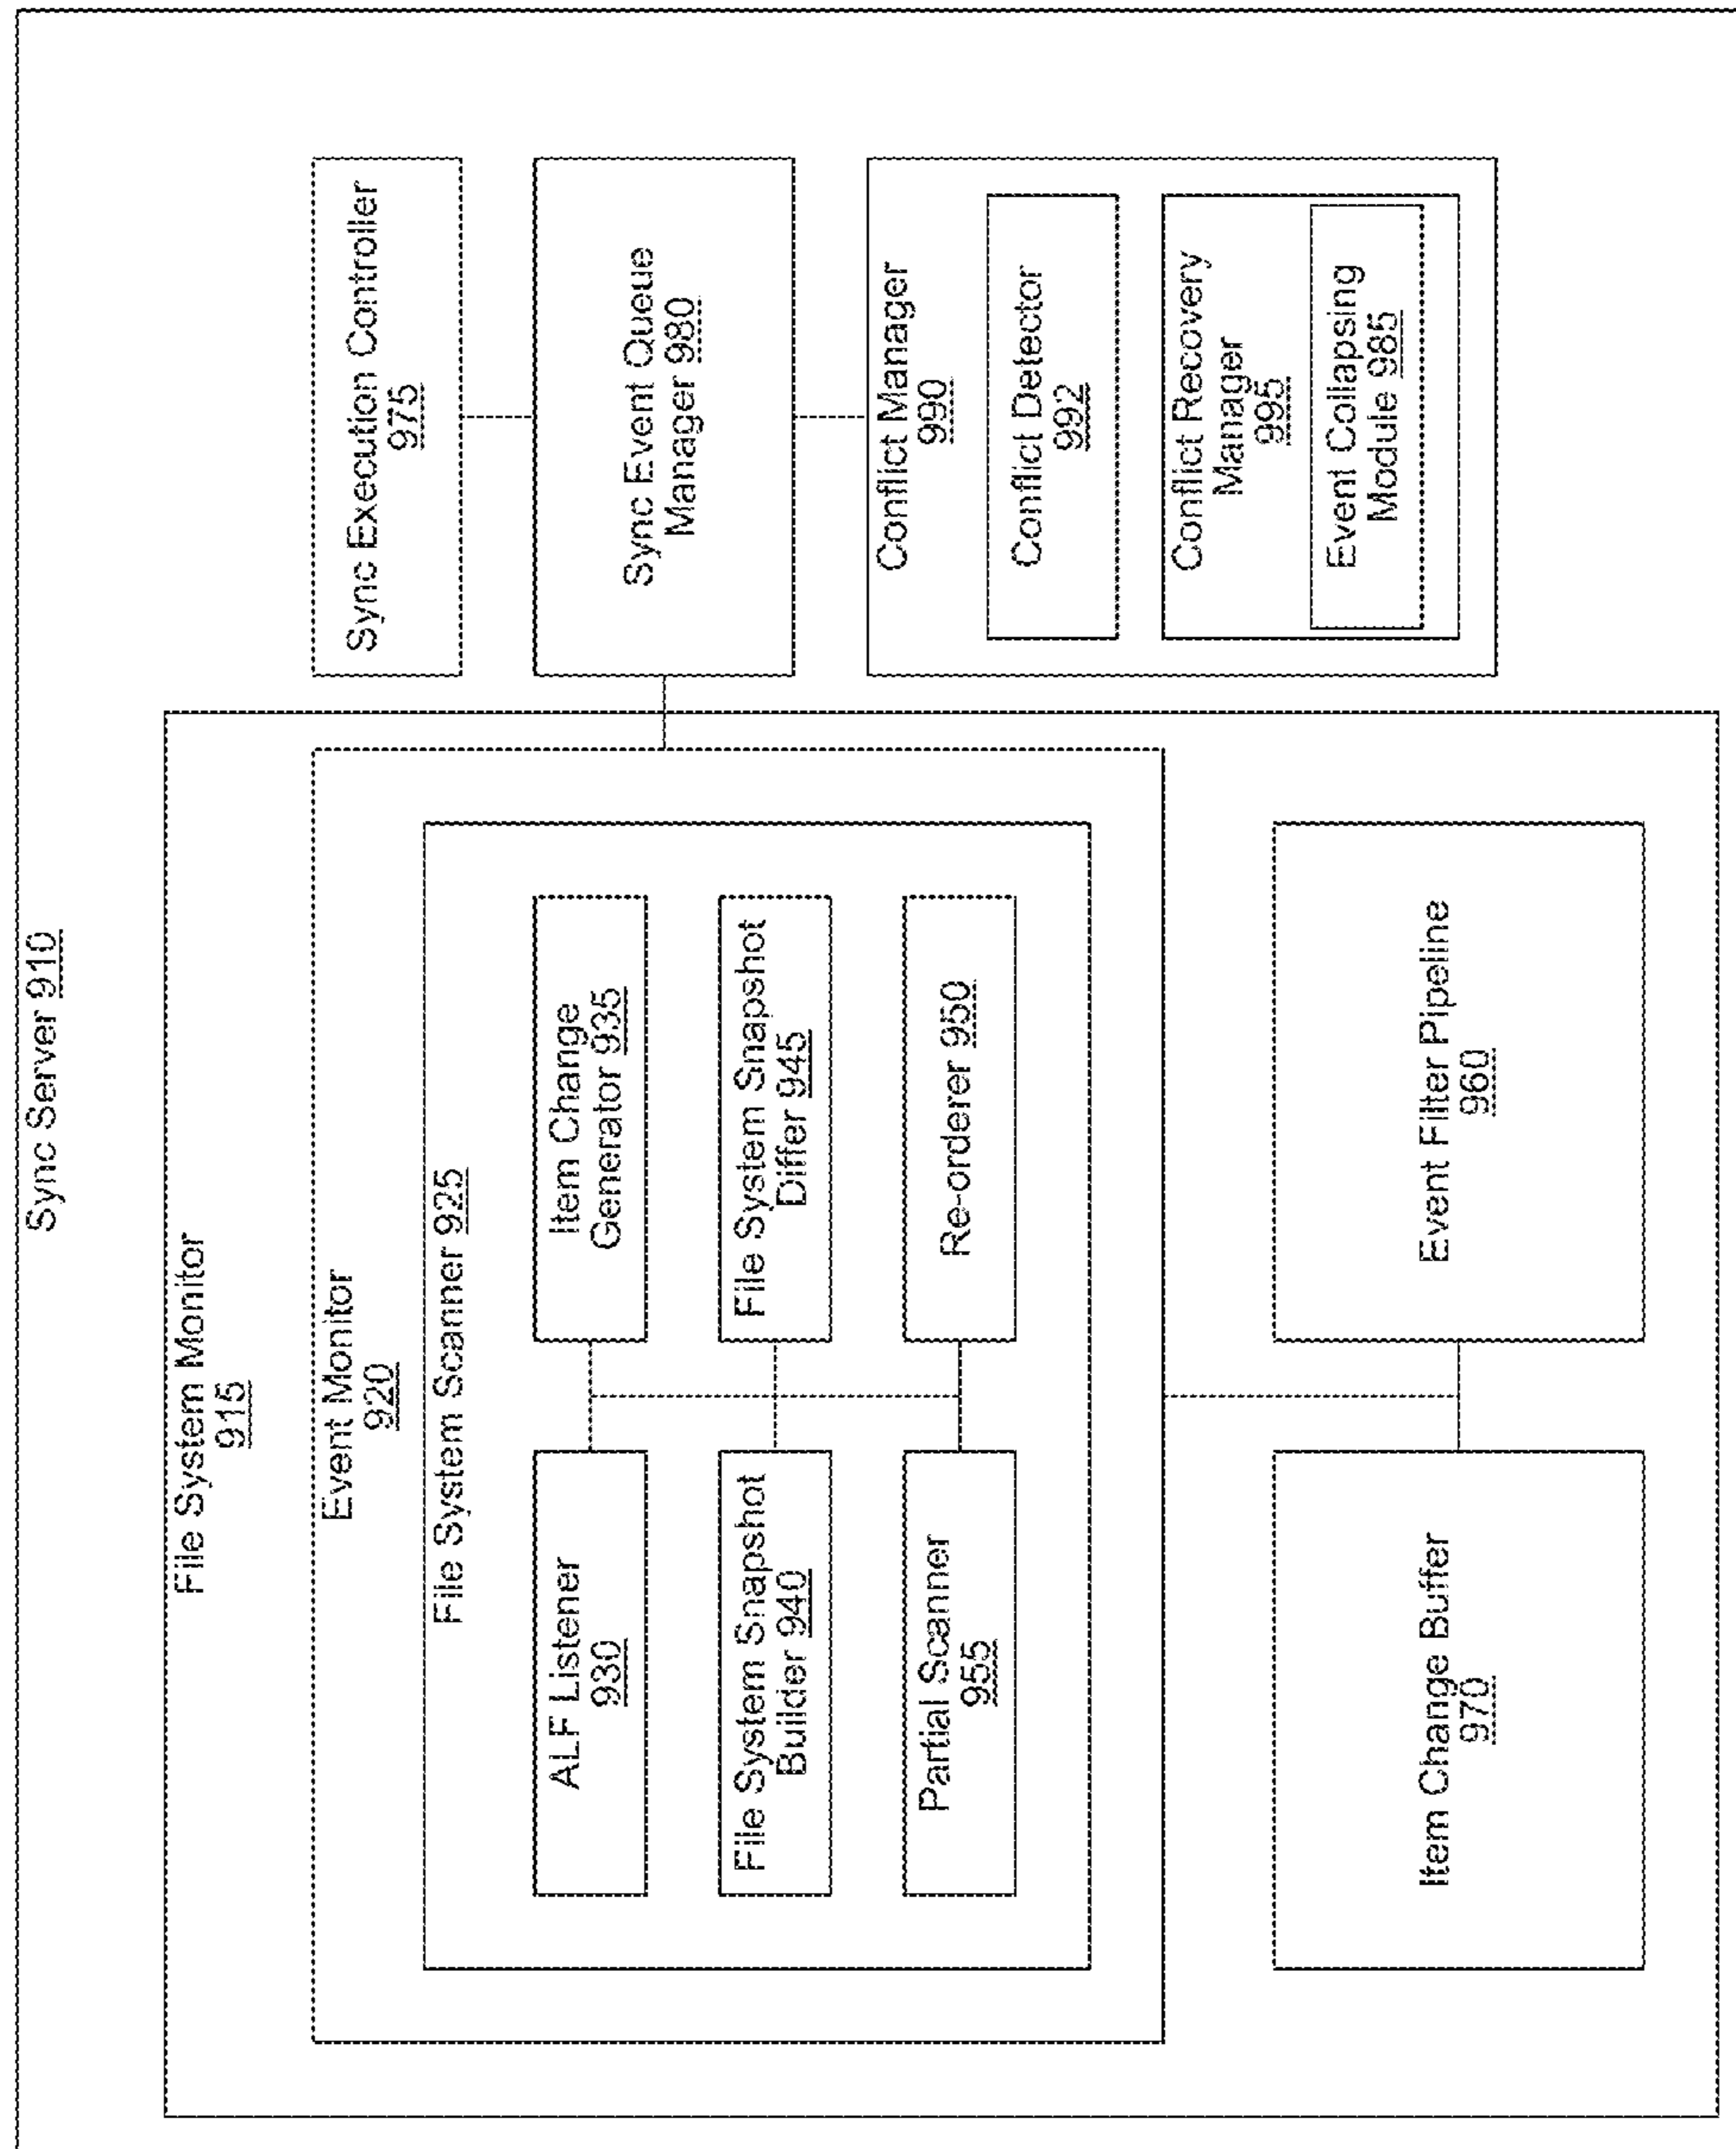 Sync Server 910
File System Monitor
915
Event Monitor
920
File System Scanner 925
ALF Listener
930
Item Change
Generator 935
File System Snapshot
Builder 940
File System Snapshot
Differ 945
Partial Scanner
955
Re-orderer 950
Item Change Buffer
970
Event Filter Pipeline
960
Sync Execution Controller
975
Sync Event Queue
Manager 980
Conflict Manager
990
Conflict Detector
992
Conflict Recovery
Manager
995
Event Collapsing
Module 985